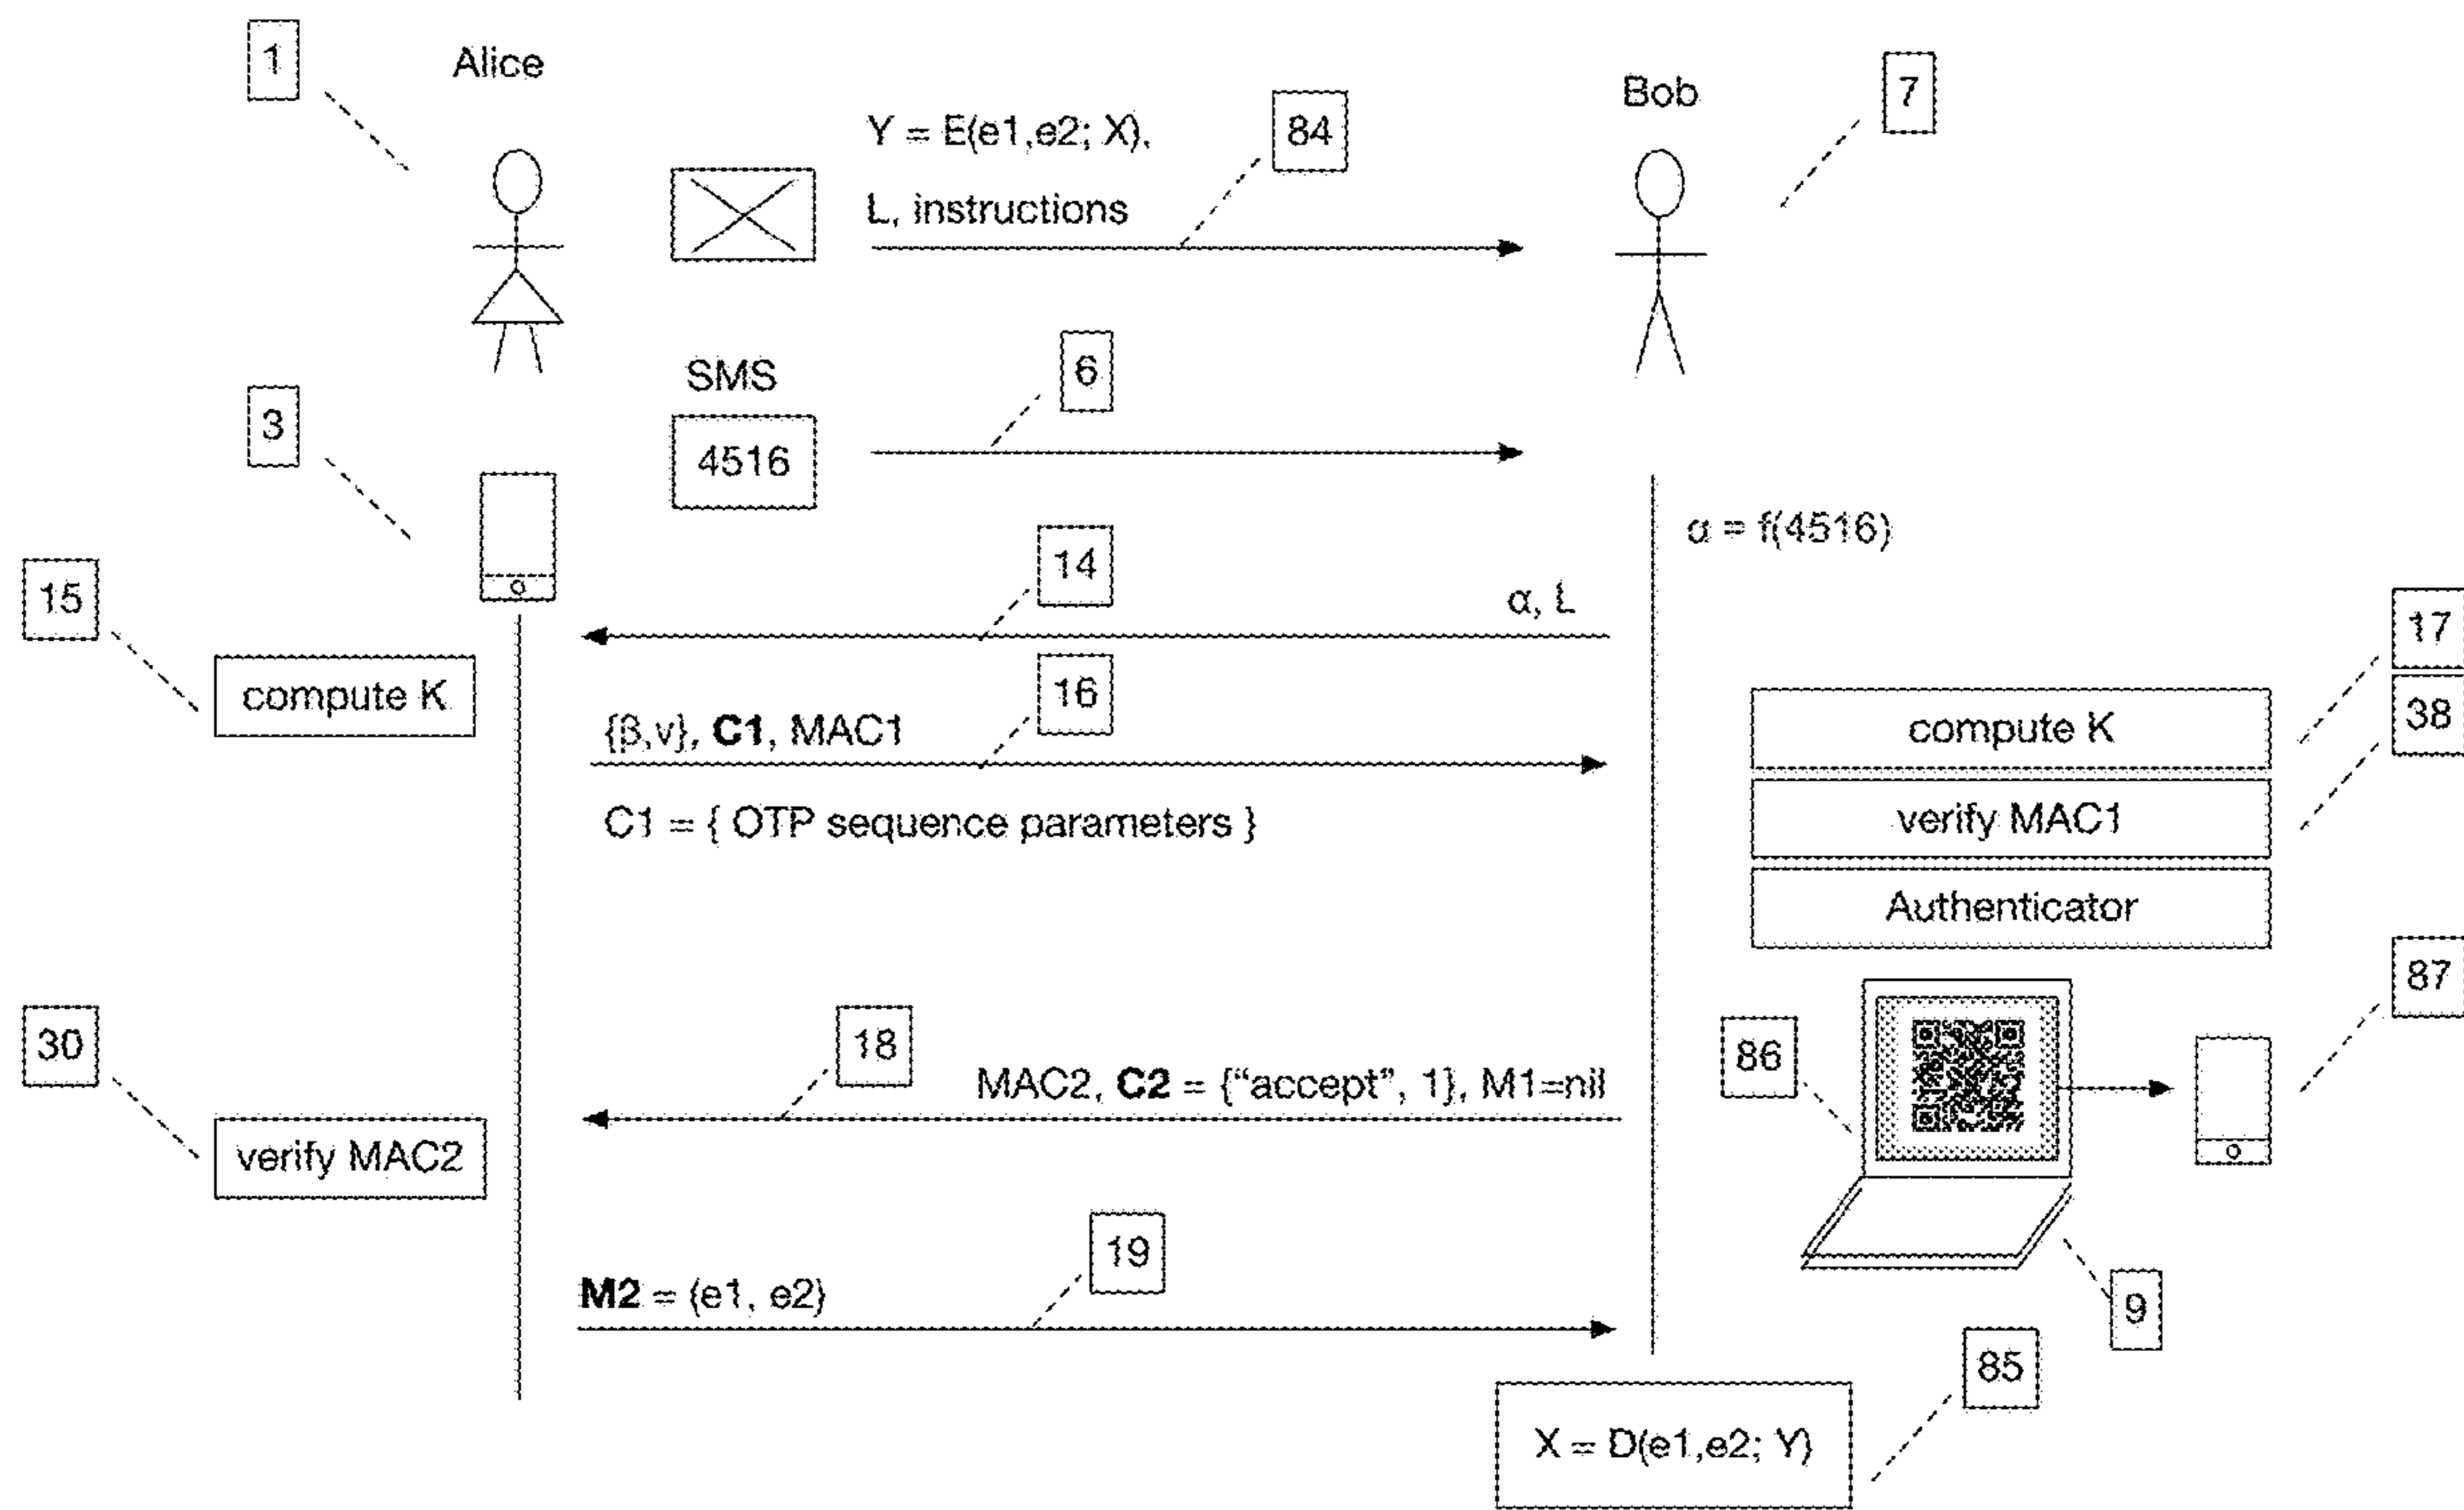 1
Alice
Bob
7
Y = E(e1,e2; X),
84
L, instructions
SMS
6
3
4516
α = f(4516)
14
15
α, L
17
compute K
16
38
{β,v}, C1, MAC1
compute K
C1 = { OTP sequence parameters }
verify MAC1
Authenticator
87
30
18
86
MAC2, C2 = {“accept”, 1}, M1=nil
verify MAC2
19
M2 = (e1, e2)
9
85
X = D(e1,e2; Y)